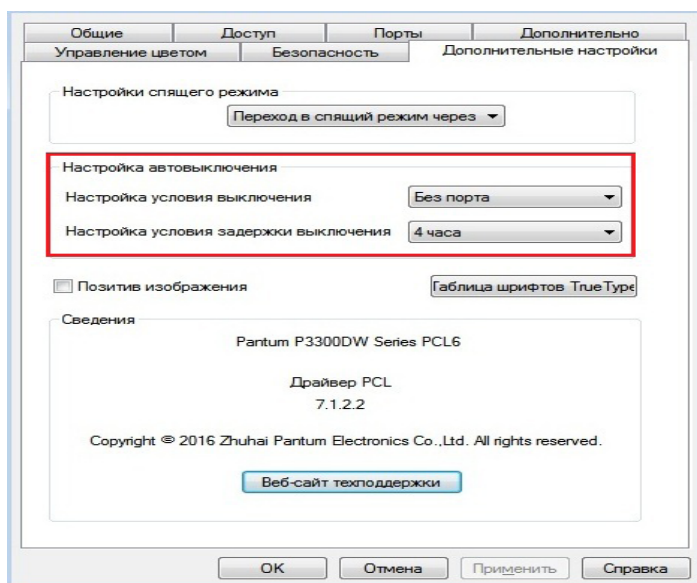 Общие Доступ Порты Дополнительно
Управление цветом Безопасность Дополнительные настройки
Настройки спящего режима
Переход в спящий режим через
Настройка автовыключения
Настройка условия выключения Без порта
Настройка условия задержки выключения 4 часа
Позитив изображения Таблица шрифтов TrueType
Сведения
Pantum P3300DW Series PCL6
Драйвер PCL
7.1.2.2
Copyright © 2016 Zhuhai Pantum Electronics Co.,Ltd. All rights reserved.
Веб-сайт техподдержки
OK Отмена Применить Справка